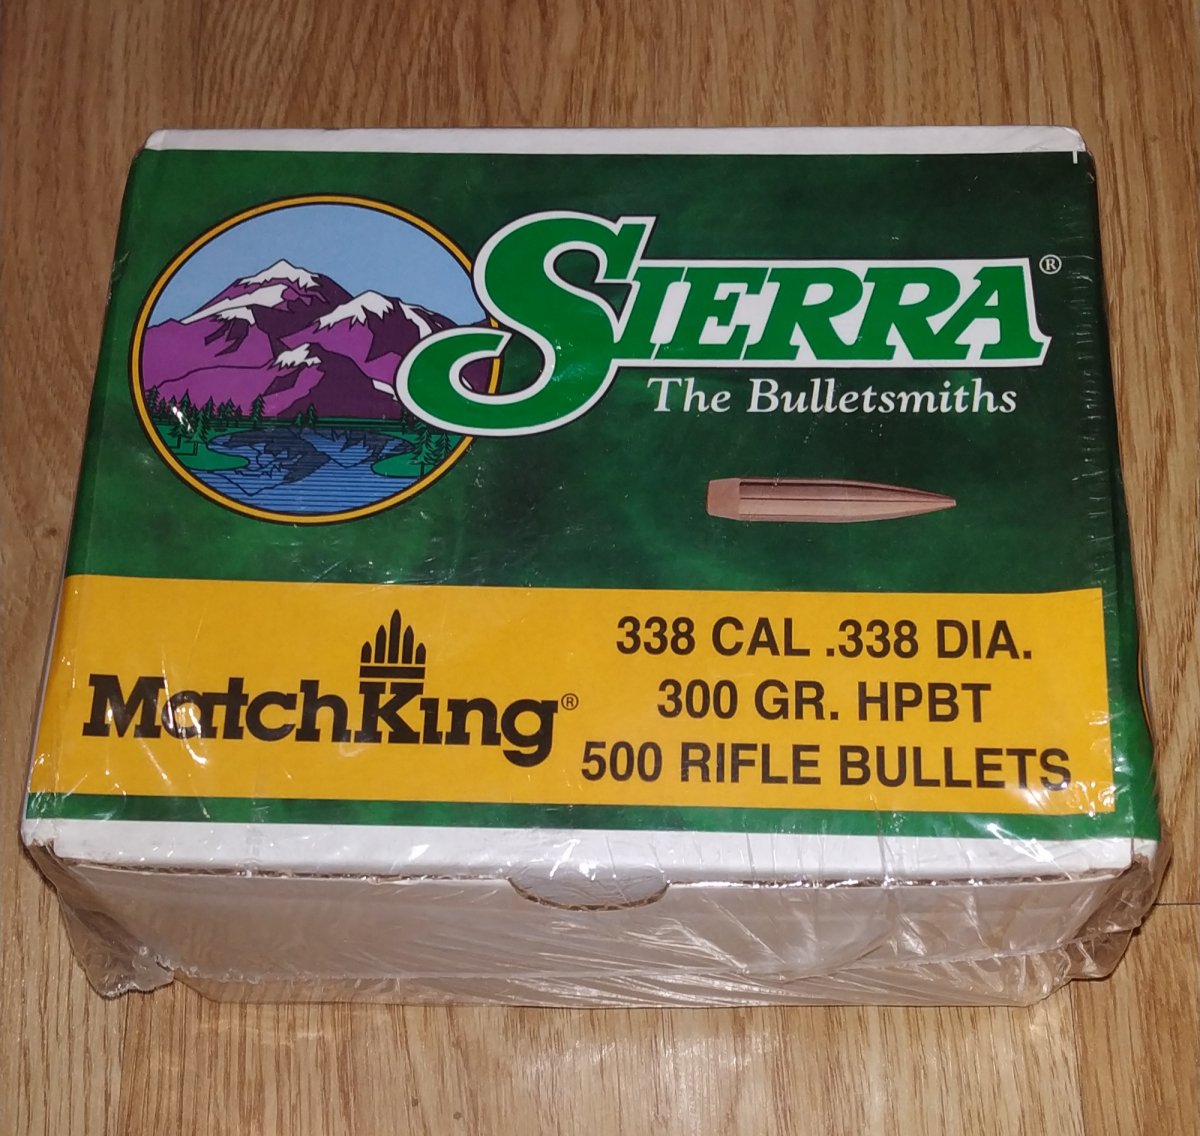 SIERRA®
The Bulletsmiths
MatchKing®
338 CAL .338 DIA.
300 GR. HPBT
500 RIFLE BULLETS